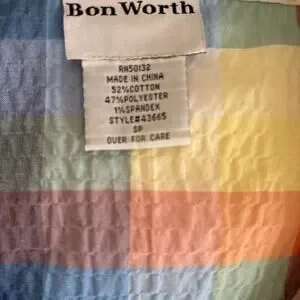 Bon Worth
RN50132
MADE IN CHINA
52%COTTON
47%POLYESTER
1%SPANDEX
STYLE#43665
SP
OVER FOR CARE